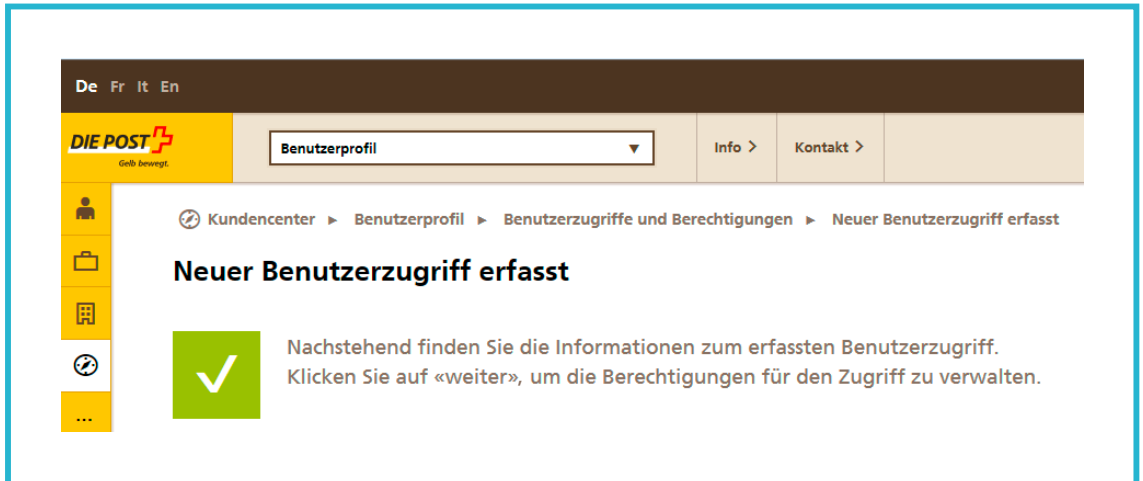 De Fr It En
DIE POST
Gelb bewegt.
Benutzerprofil
Info
Kontakt
Kundencenter ► Benutzerprofil ► Benutzerzugriffe und Berechtigungen ► Neuer Benutzerzugriff erfasst
Neuer Benutzerzugriff erfasst
Nachstehend finden Sie die Informationen zum erfassten Benutzerzugriff.
Klicken Sie auf «weiter», um die Berechtigungen für den Zugriff zu verwalten.
...